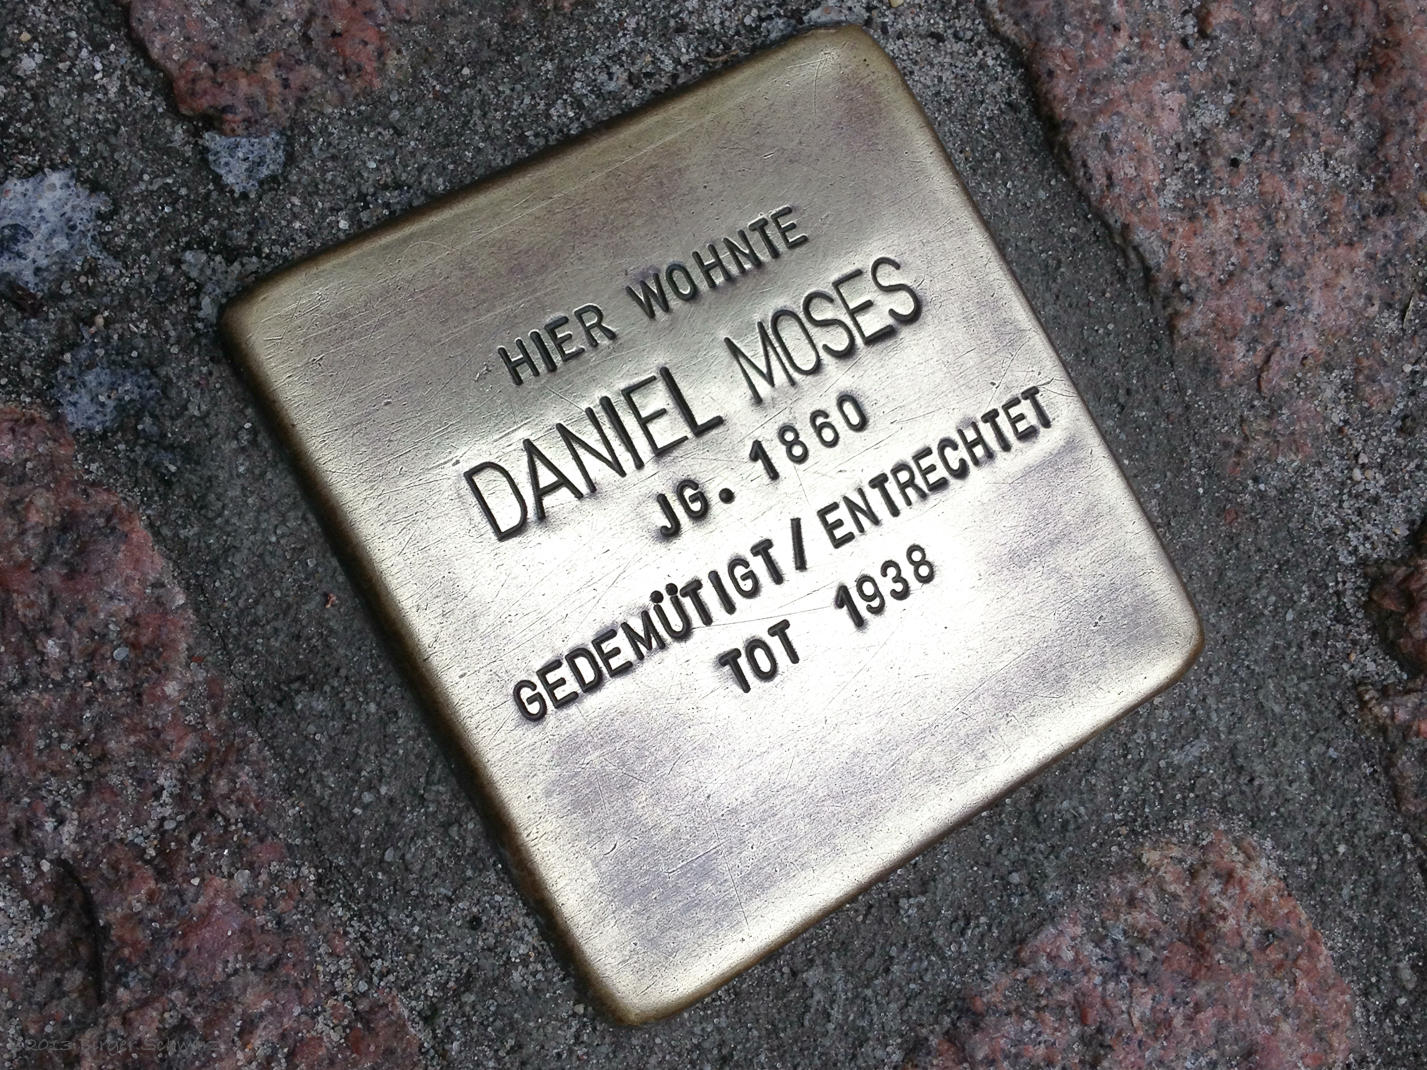 HIER WOHNTE
DANIEL MOSES
JG. 1860
GEDEMÜTIGT/ENTRECHTET
TOT 1938